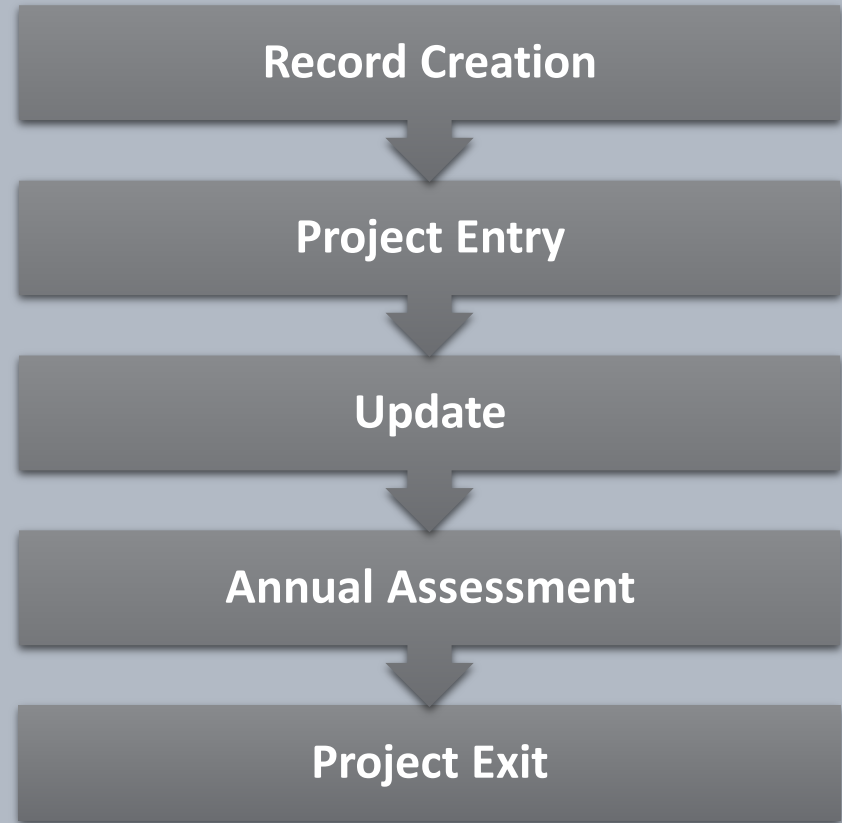 Record Creation
Project Entry
Update
Annual Assessment
Project Exit